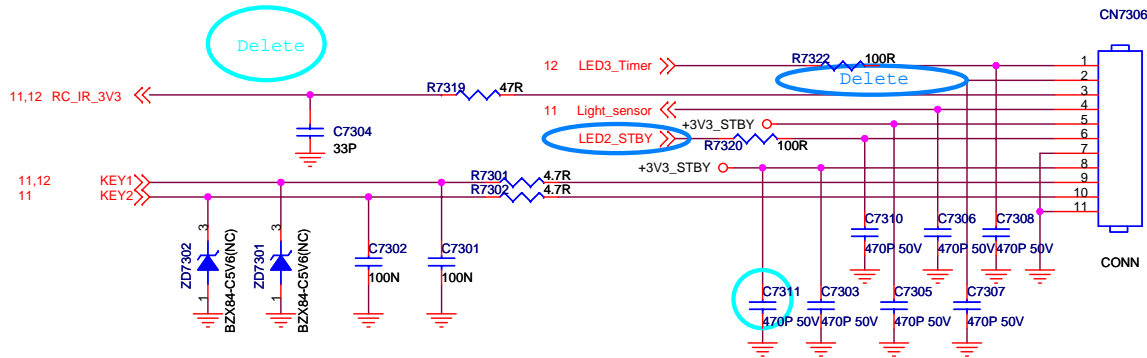 CN7306
Delete
12 LED3_Timer R7322 100R 1
Delete 2
11,12 RC_IR_3V3 R7319 47R 3
11 Light_sensor 4
+3V3_STBY 5
LED2_STBY R7320 100R 6
7
C7304
33P
+3V3_STBY 8
11,12 KEY1 R7301 4.7R 9
11 KEY2 R7302 4.7R 10
11
C7310 C7306 C7308
470P 50V 470P 50V 470P 50V
3 ZD7302 1 BZX84-C5V6(NC)
3 ZD7301 1 BZX84-C5V6(NC)
C7302 C7301
100N 100N
CONN
C7311 C7303 C7305 C7307
470P 50V 470P 50V 470P 50V 470P 50V